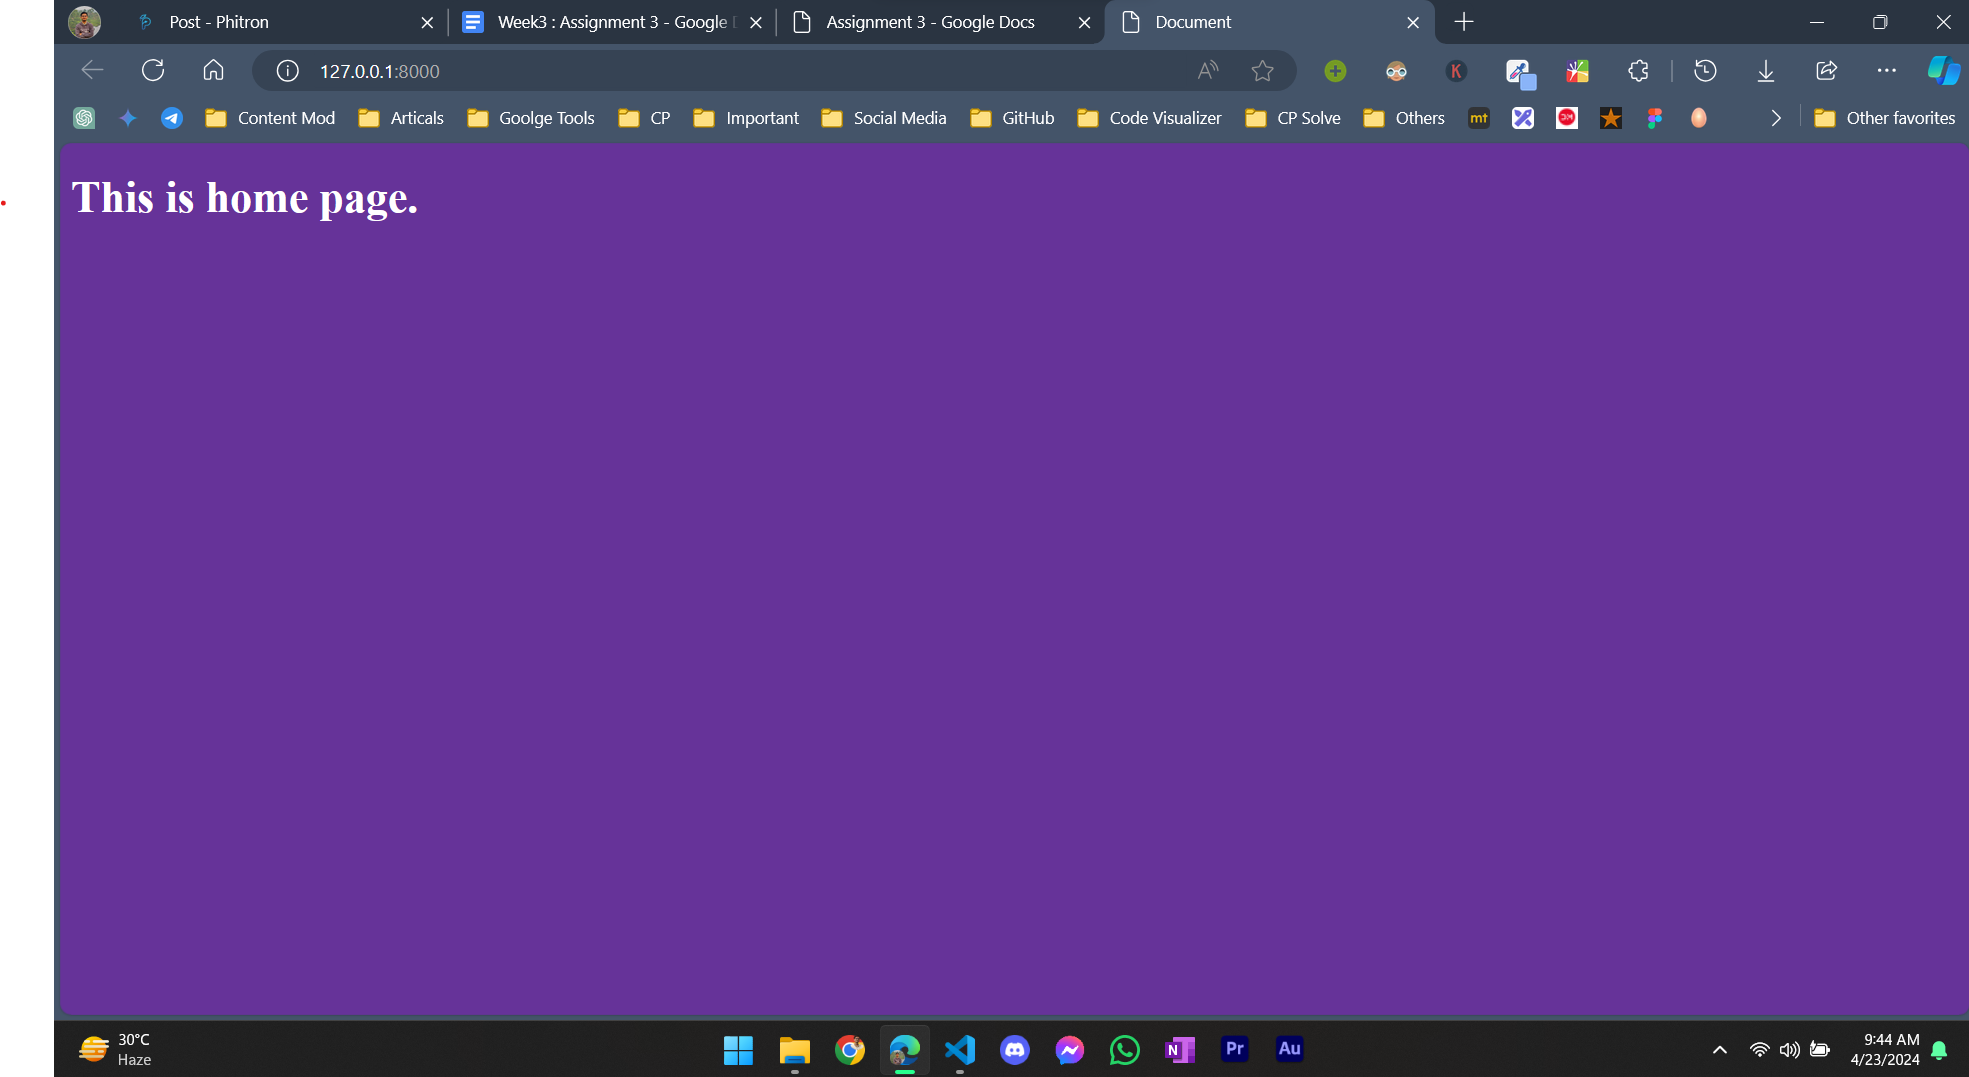 Post - Phitron
Week3 : Assignment 3 - Google D
Assignment 3 - Google Docs
Document
127.0.0.1:8000
A
K
Content Mod
Articals
Goolge Tools
CP
Important
Social Media
GitHub
Code Visualizer
CP Solve
Others
mt
Other favorites
This is home page.
30°C
Haze
N
Pr
Au
9:44 AM
4/23/2024